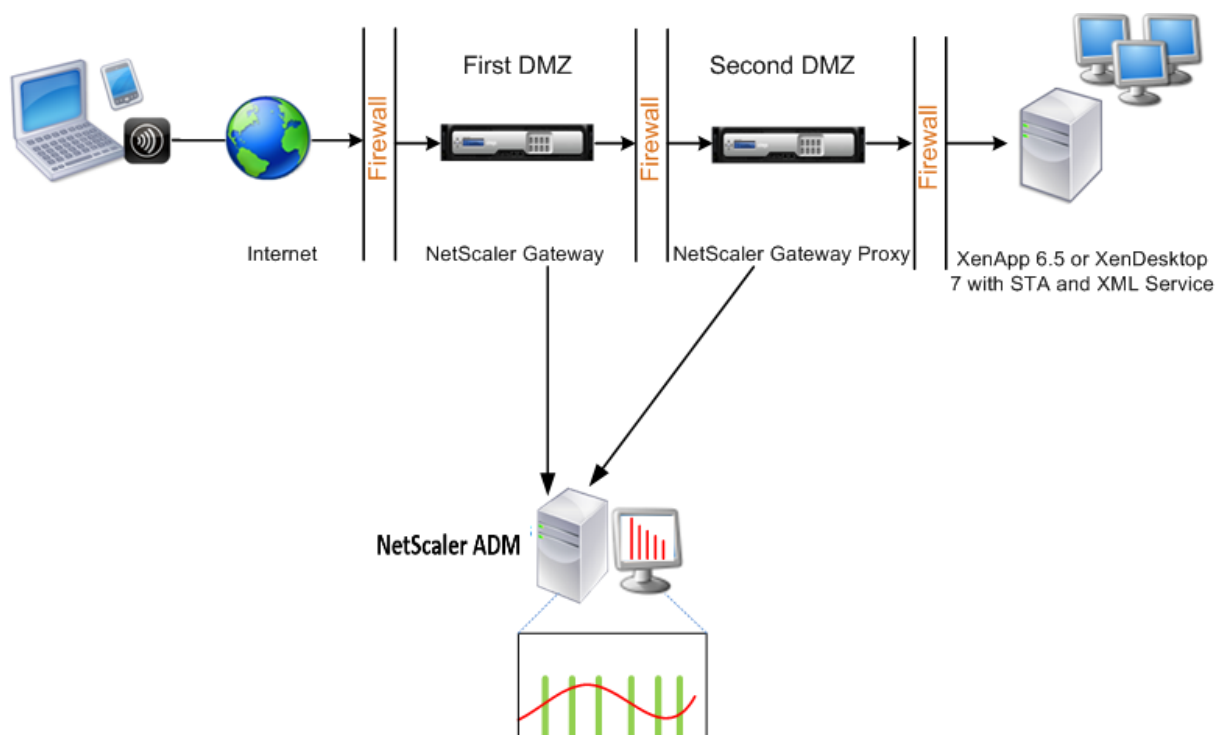 First DMZ
Second DMZ
Firewall
Firewall
Firewall
Internet
NetScaler Gateway
NetScaler Gateway Proxy
XenApp 6.5 or XenDesktop
7 with STA and XML Service
NetScaler ADM